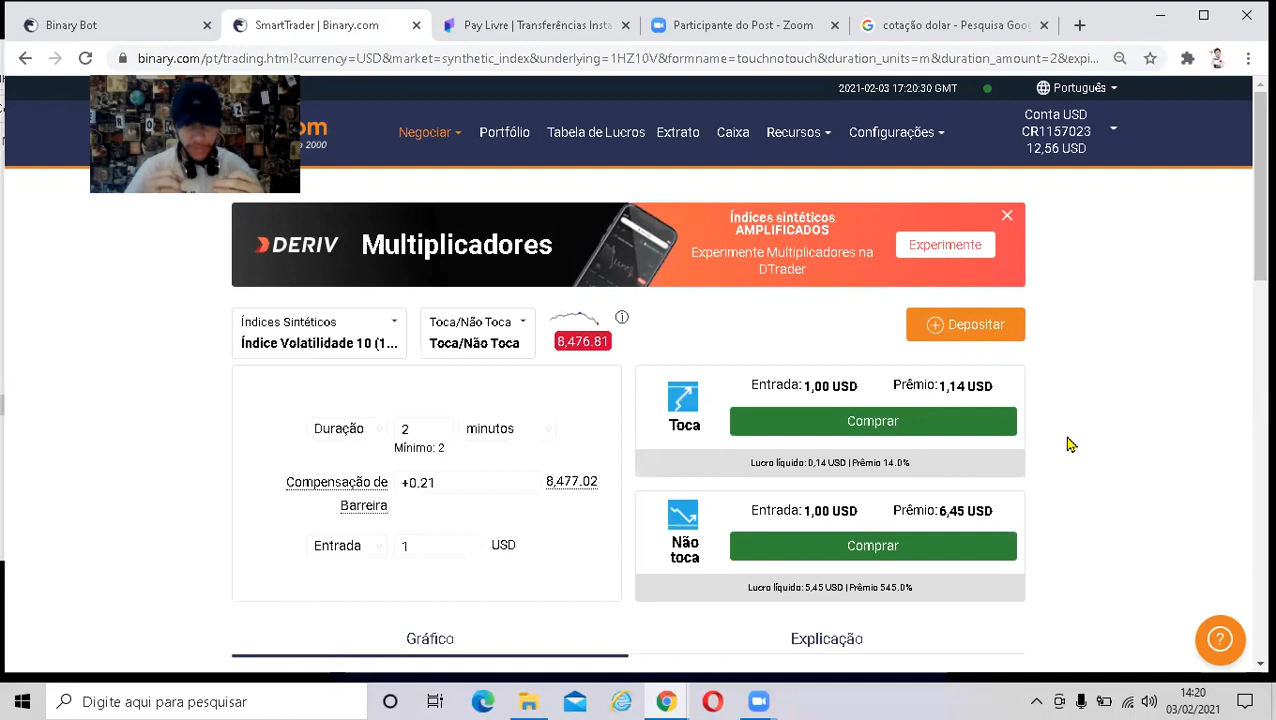 Binary Bot
SmartTrader | Binary.com
Pay Livre | Transferências Insta
Participante do Post - Zoom
cotação dolar - Pesquisa Goog
binary.com/pt/trading.html?currency=USD&market=synthetic_index&underlying=1HZ10V&formname=touchnotouch&duration_units=m&duration_amount=2&expi...
2021-02-03 17:20:30 GMT
Português
om
2000
Negociar
Portfólio
Tabela de Lucros
Extrato
Caixa
Recursos
Configurações
Conta USD
CR1157023
12,56 USD
DERIV
Multiplicadores
Índices sintéticos
AMPLIFICADOS
Experimente Multiplicadores na
DTrader
Experimente
Índices Sintéticos
Índice Volatilidade 10 (1...
Toca/Não Toca
Toca/Não Toca
8,476.81
Depositar
Duração
2
minutos
Mínimo: 2
Compensação de
Barreira
+0.21
8,477.02
Entrada
1
USD
Toca
Entrada: 1,00 USD
Prêmio: 1,14 USD
Comprar
Lucro líquido: 0,14 USD | Prêmio 14.0%
Não
toca
Entrada: 1,00 USD
Prêmio: 6,45 USD
Comprar
Lucro líquido: 5,45 USD | Prêmio 545.0%
Gráfico
Explicação
?
Digite aqui para pesquisar
14:20
03/02/2021